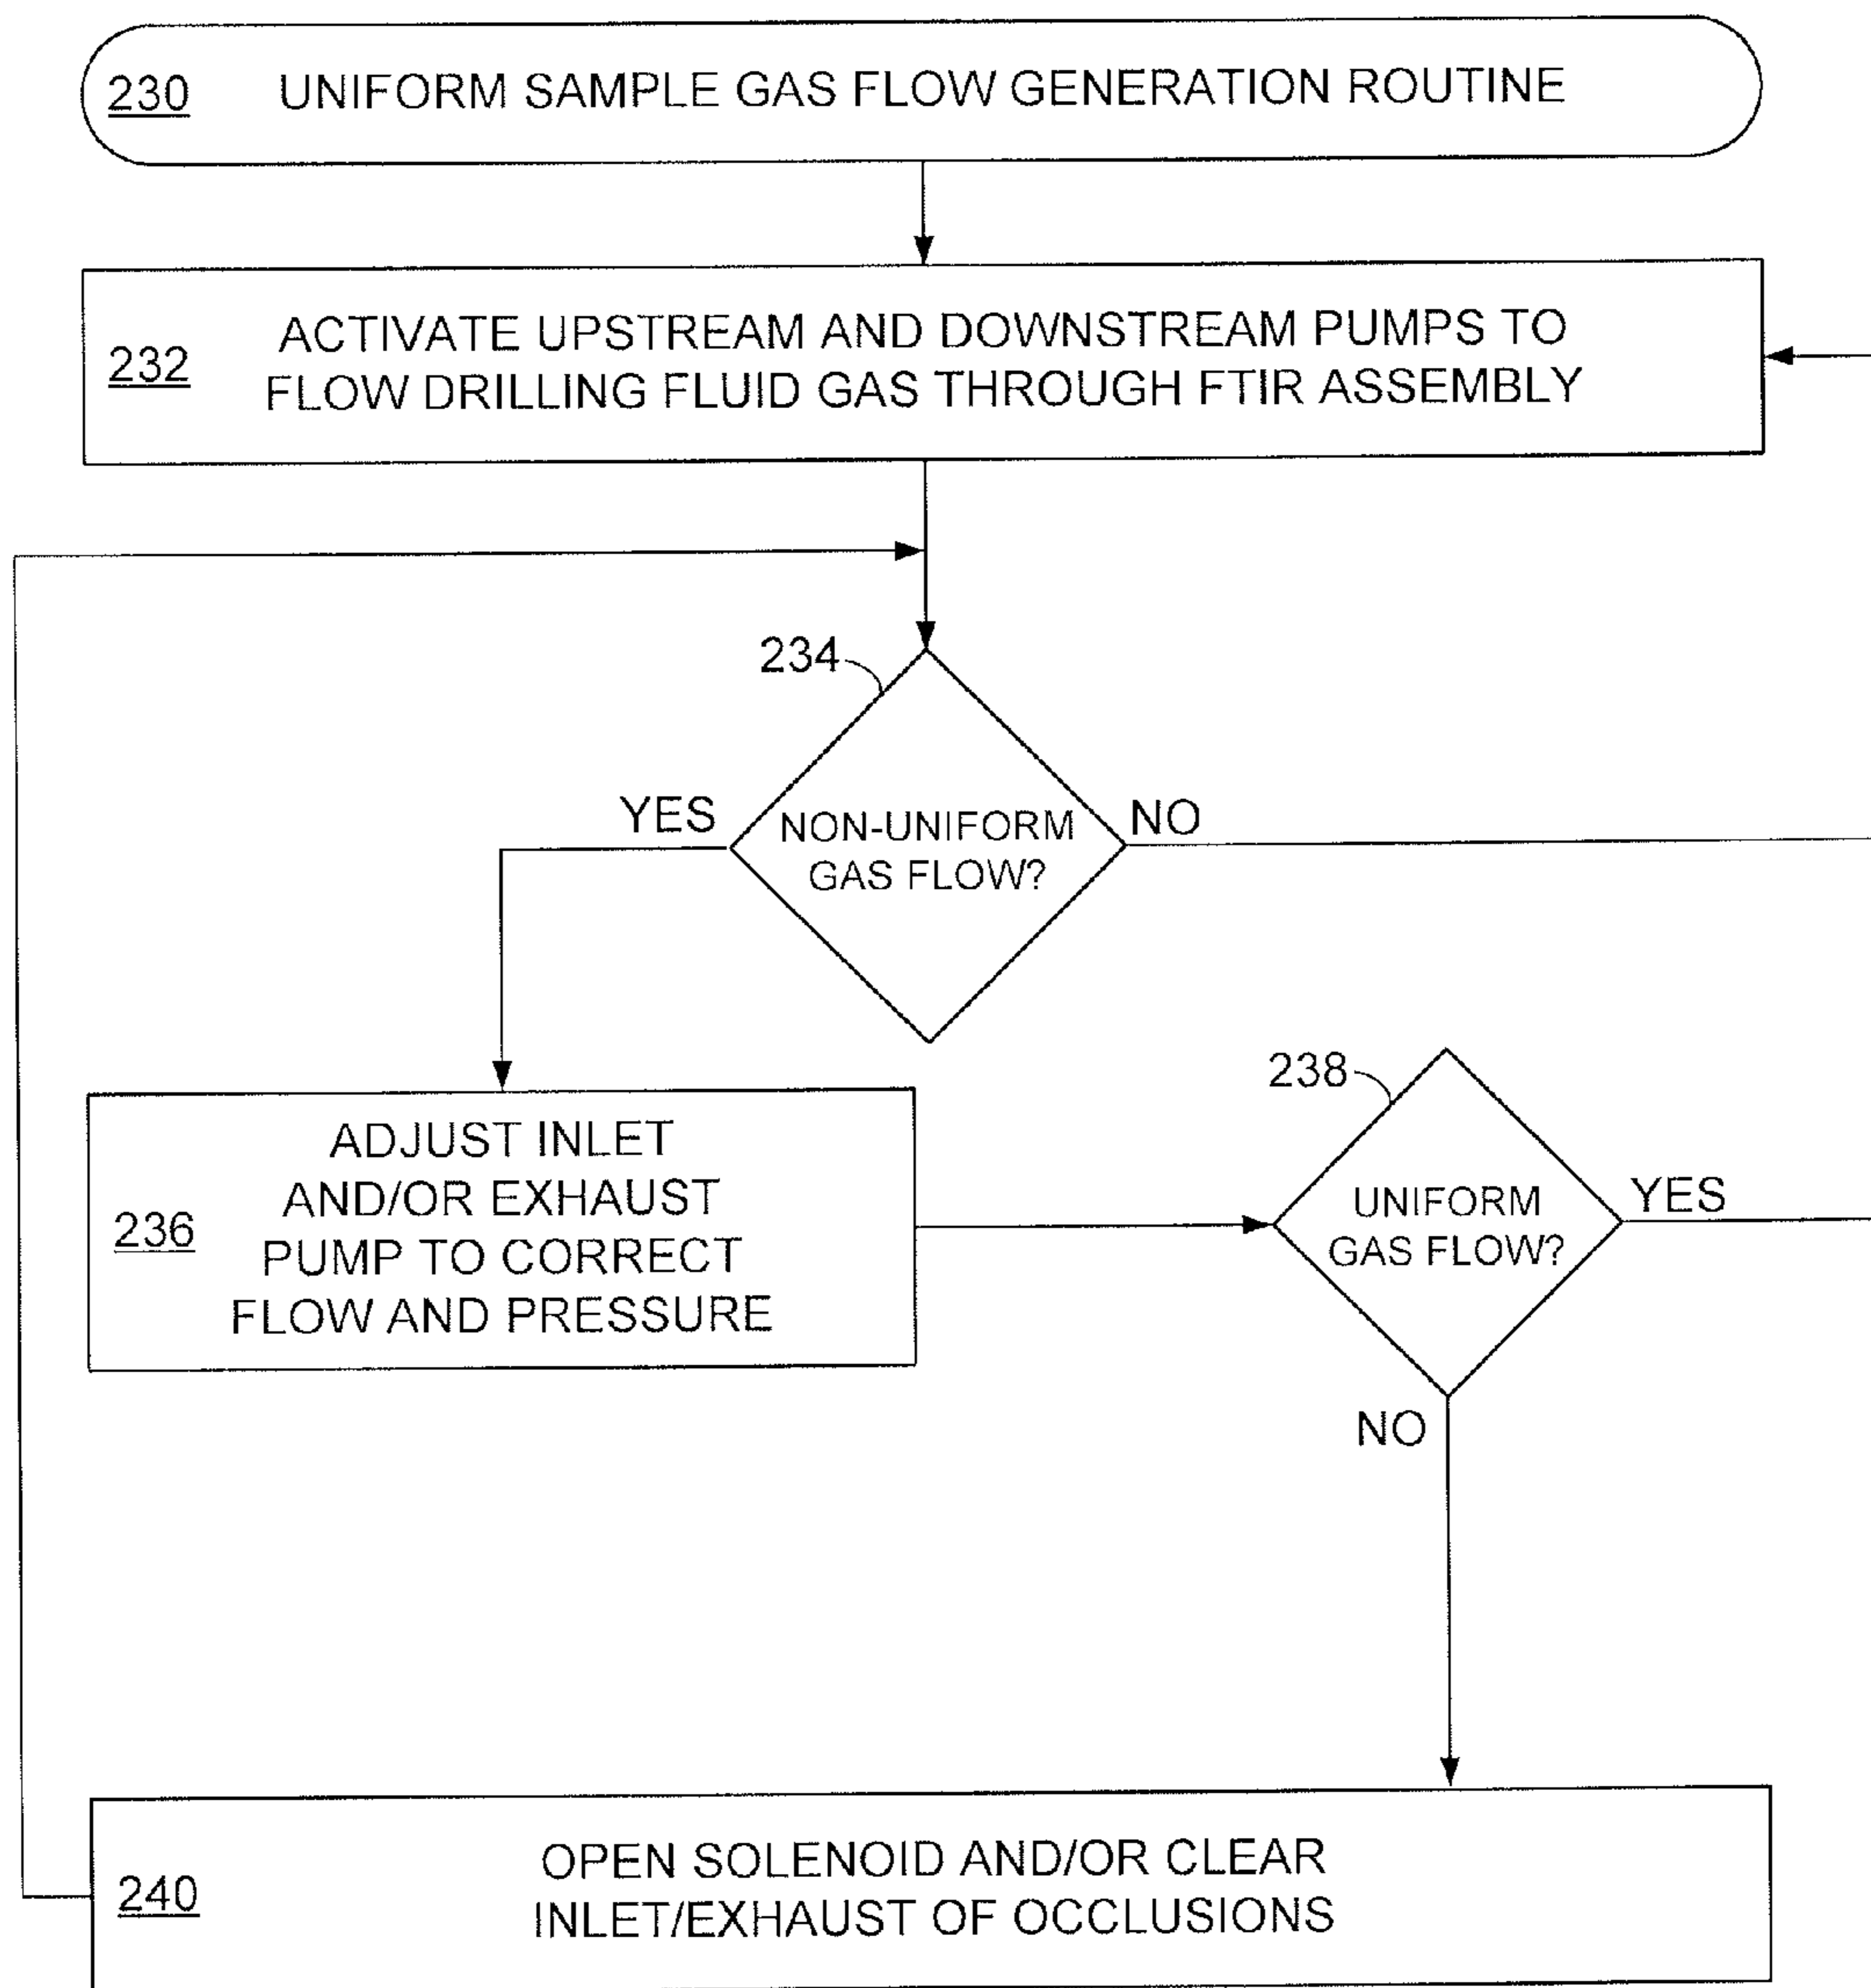 230 UNIFORM SAMPLE GAS FLOW GENERATION ROUTINE
232
ACTIVATE UPSTREAM AND DOWNSTREAM PUMPS TO
FLOW DRILLING FLUID GAS THROUGH FTIR ASSEMBLY
234
YES
NO
NON-UNIFORM
GAS FLOW?
236
ADJUST INLET
AND/OR EXHAUST
PUMP TO CORRECT
FLOW AND PRESSURE
238
UNIFORM
GAS FLOW?
YES
NO
240
OPEN SOLENOID AND/OR CLEAR
INLET/EXHAUST OF OCCLUSIONS